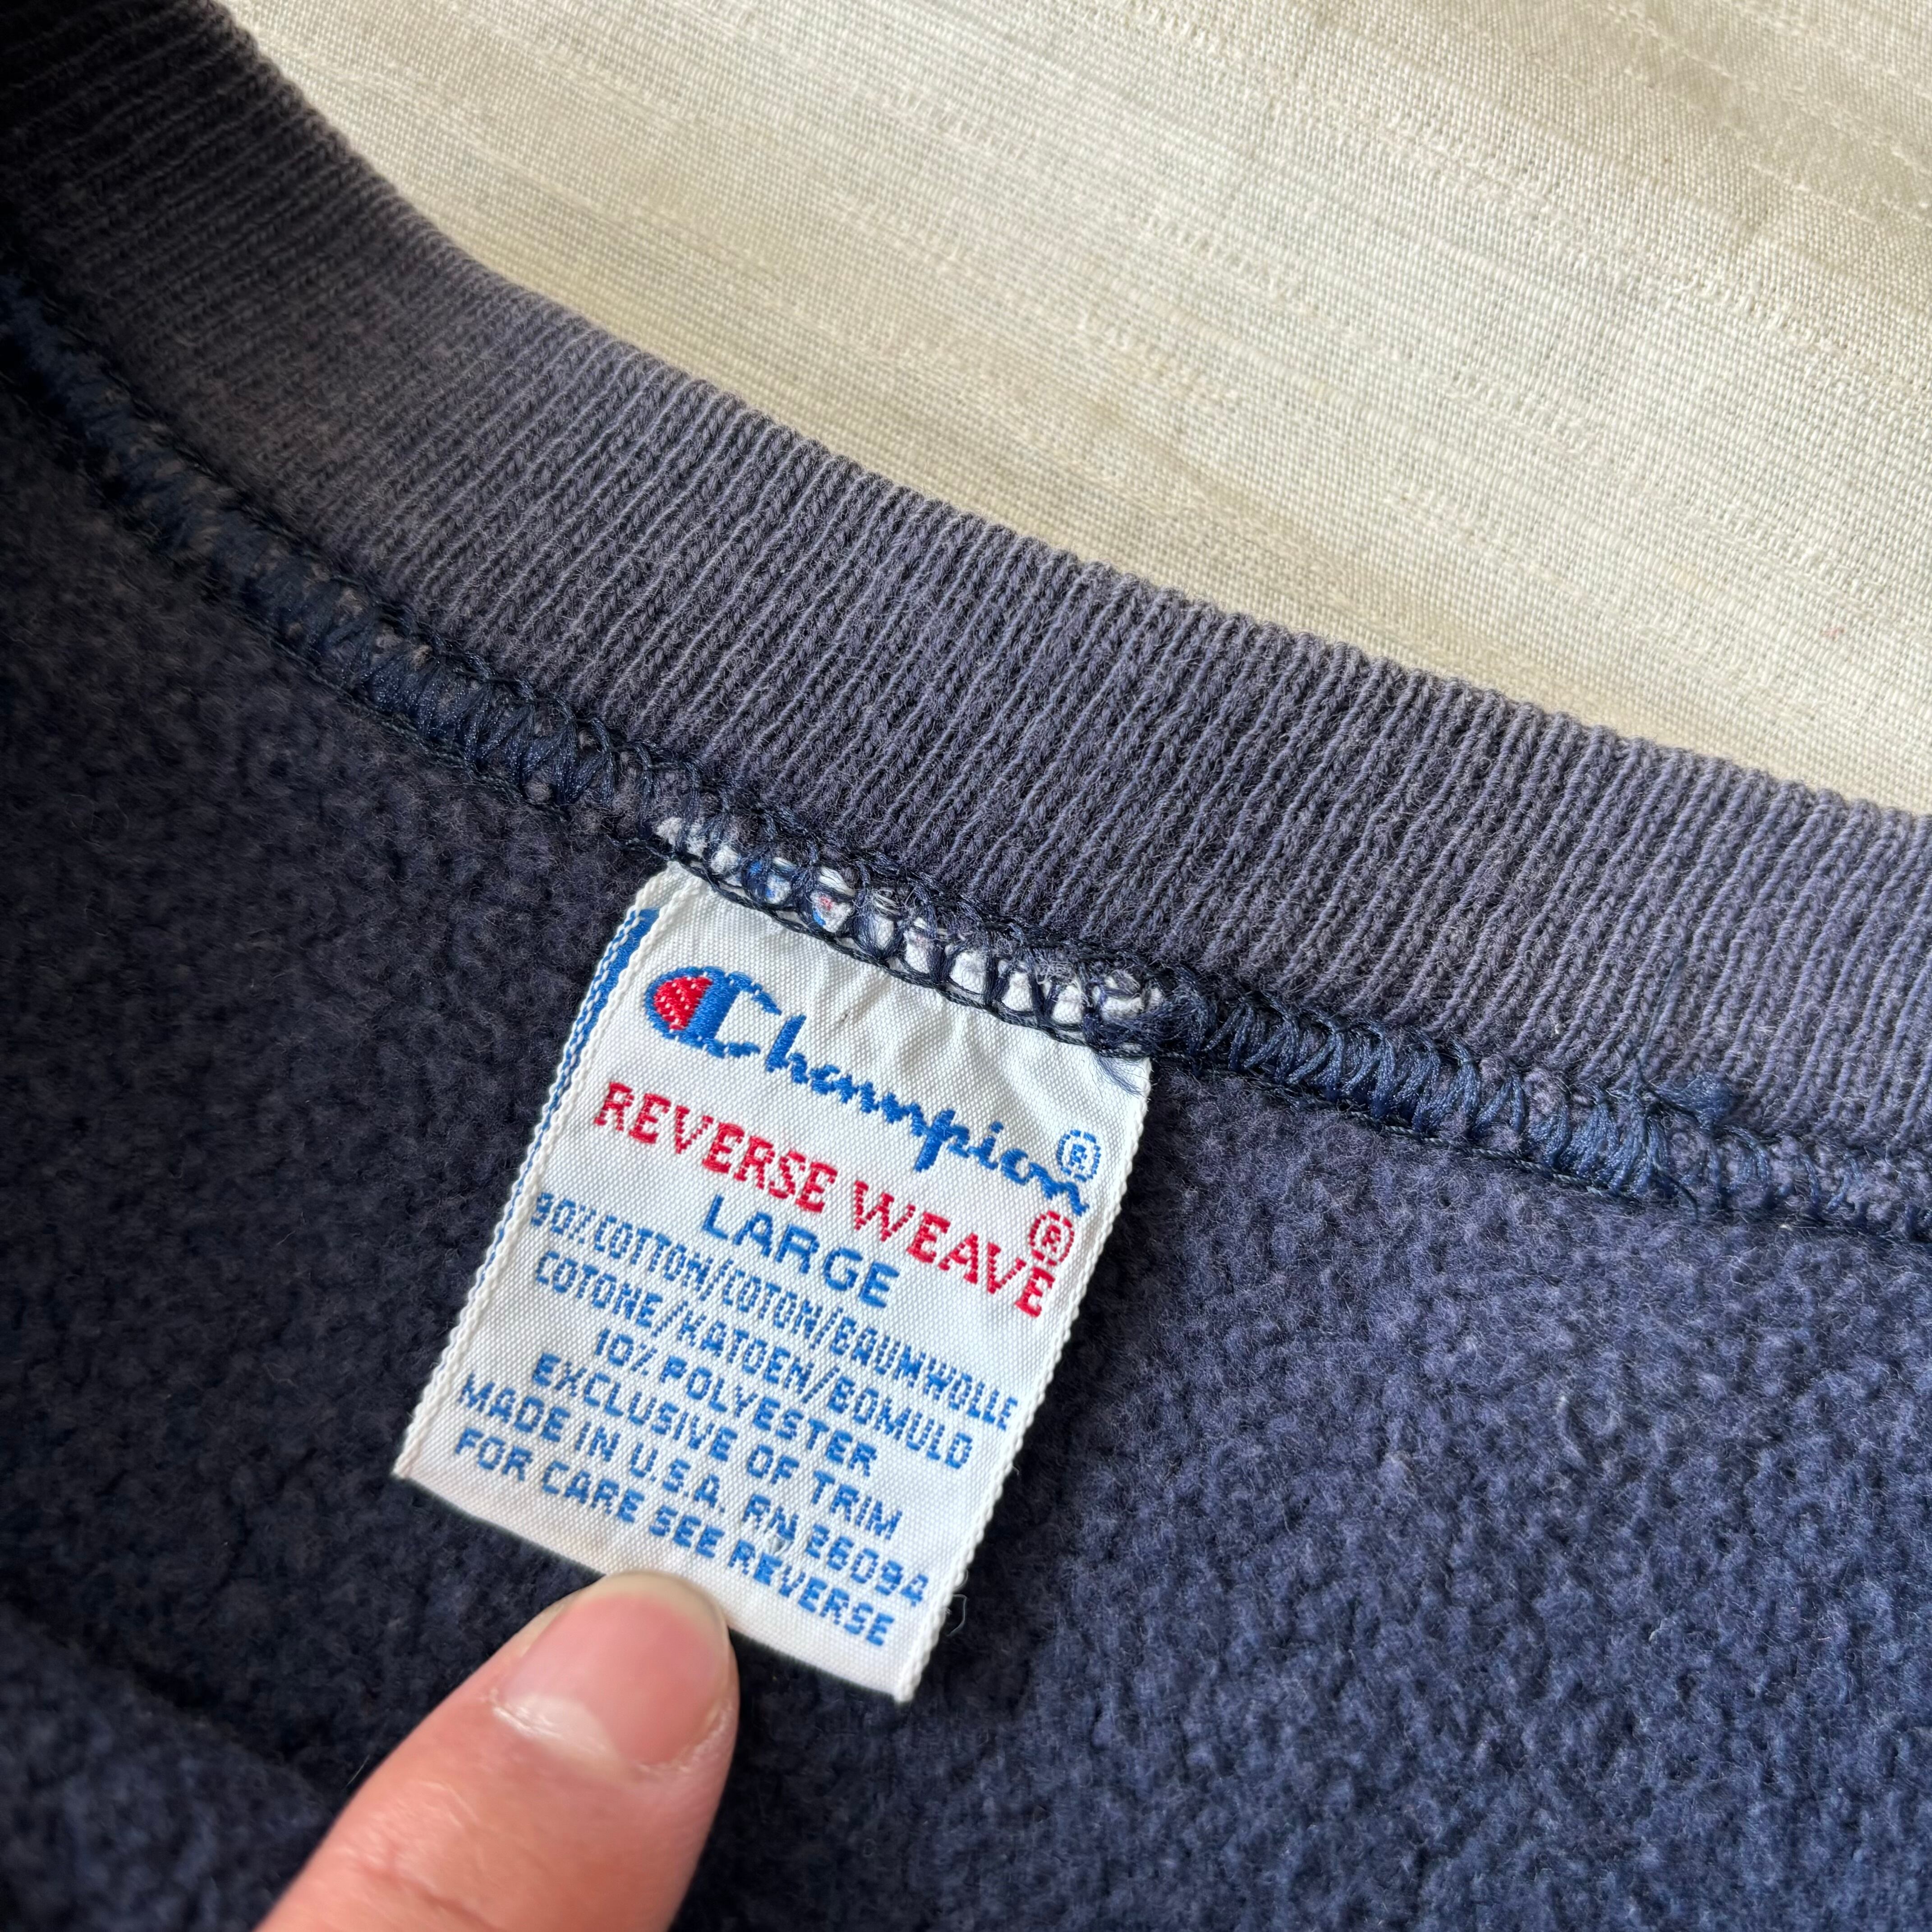 Champion®
REVERSE WEAVE®
LARGE
90% COTTON/COTON/BAUMWOLLE
COTONE/KATOEN/BOMULD
10% POLYESTER
EXCLUSIVE OF TRIM
MADE IN U.S.A. RN 26094
FOR CARE SEE REVERSE